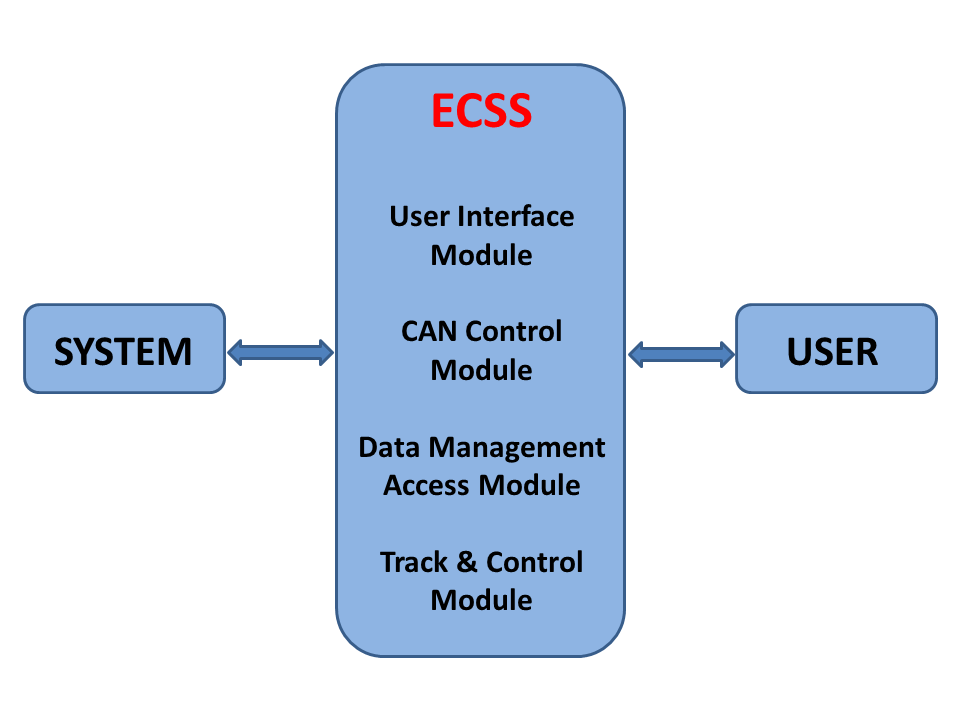 ECSS
User Interface
Module
CAN Control
Module
Data Management
Access Module
Track & Control
Module
SYSTEM
USER